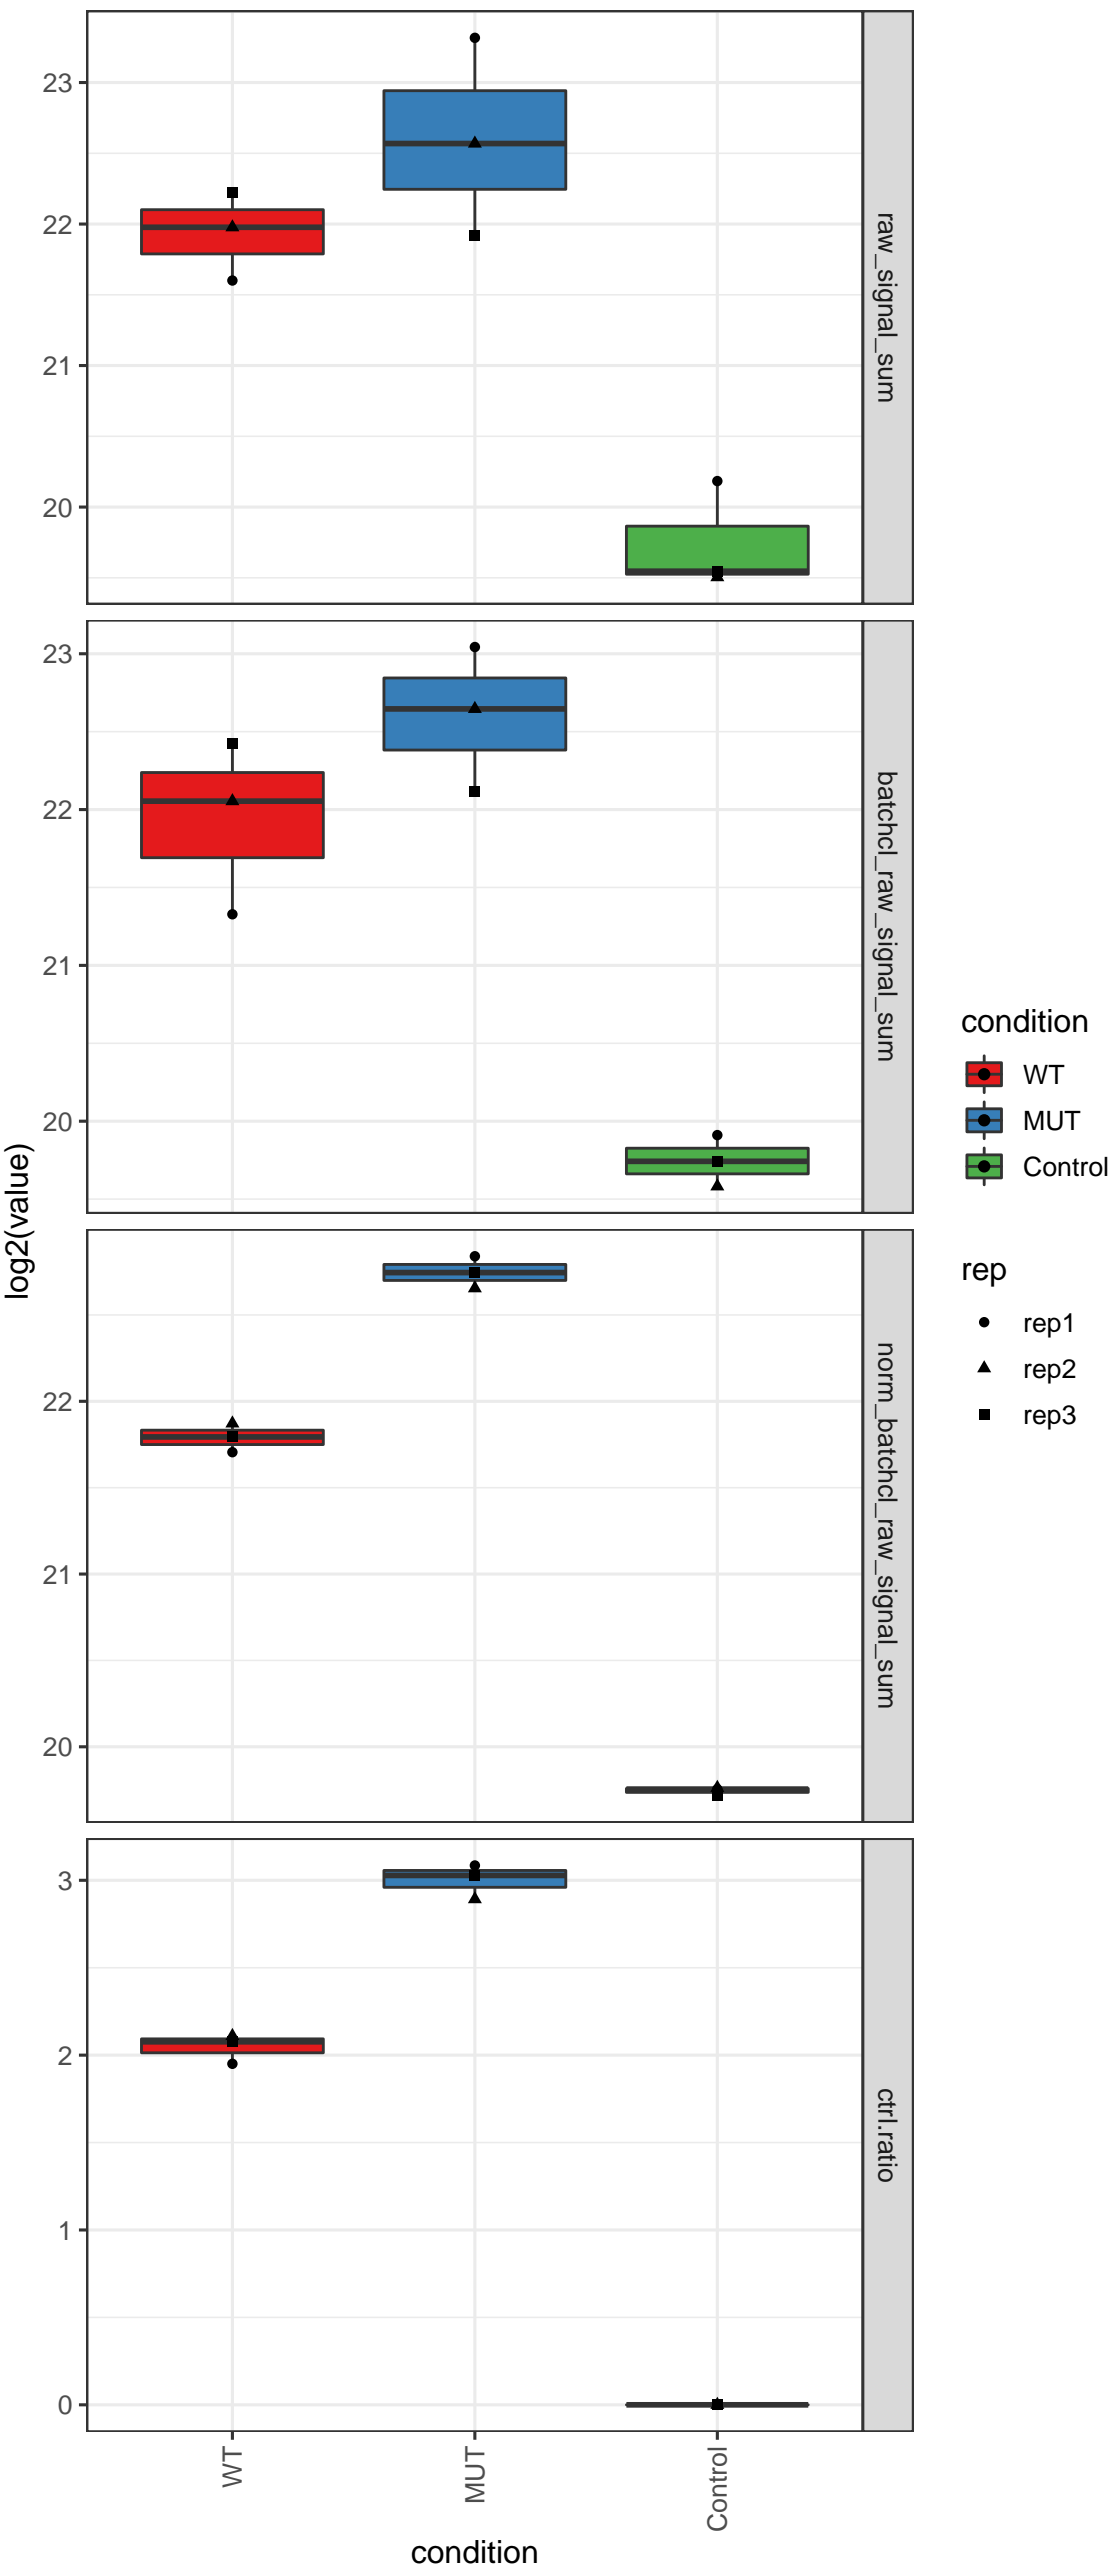 log2(value)
23
22
21
20
raw_signal_sum
23
22
21
20
batchcl_raw_signal_sum
22
21
20
norm_batchcl_raw_signal_sum
3
2
1
0
ctrl.ratio
WT
MUT
Control
condition
condition
WT
MUT
Control
rep
rep1
rep2
rep3